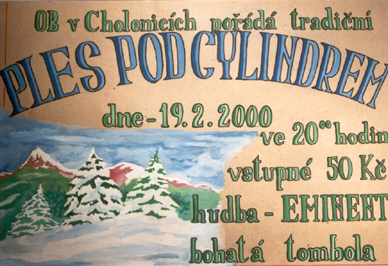 OB v Cholenicích pořádá tradiční
PLES POD CYLINDREM
dne - 19. 2. 2000
ve 20⁰⁰ hodin
vstupné 50 Kč
hudba - EMINENT
bohatá tombola